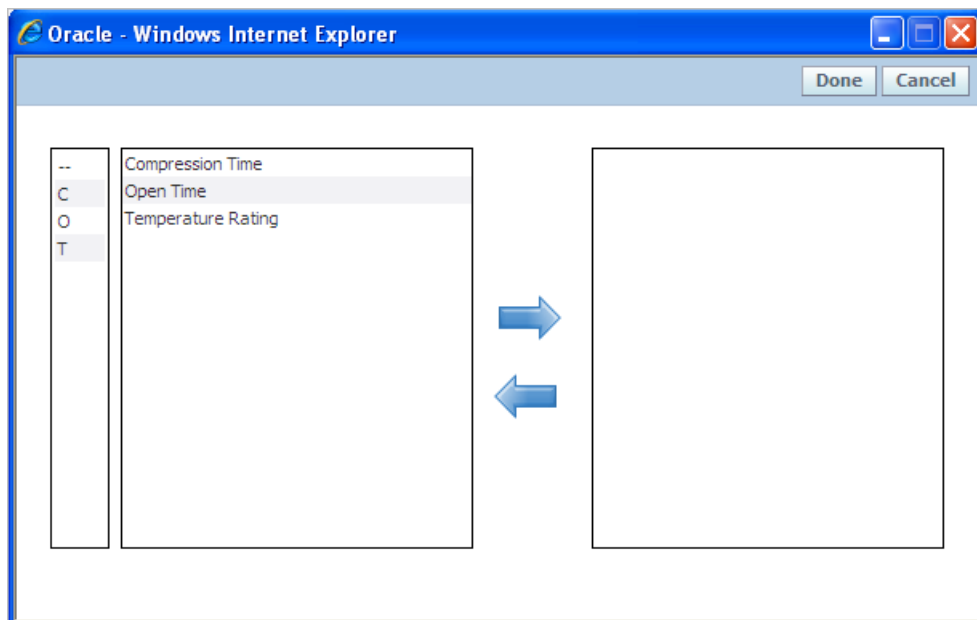 Oracle - Windows Internet Explorer
Done Cancel
--
C
O
T
Compression Time
Open Time
Temperature Rating